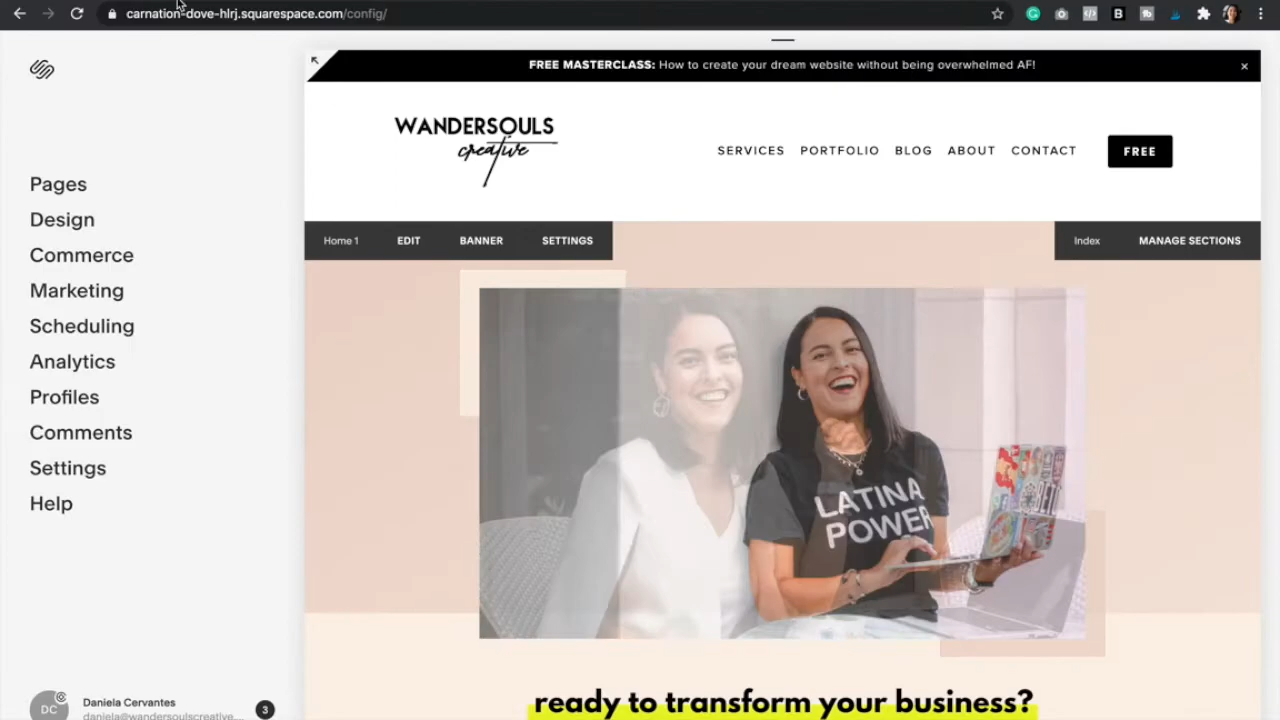 carnation-dove-hlrj.squarespace.com/config/
FREE MASTERCLASS: How to create your dream website without being overwhelmed AF!
×
WANDERSOULS
creative
SERVICES PORTFOLIO BLOG ABOUT CONTACT
FREE
Pages
Design
Commerce
Marketing
Scheduling
Analytics
Profiles
Comments
Settings
Help
Home 1 EDIT BANNER SETTINGS
Index MANAGE SECTIONS
LATINA
POWER
ready to transform your business?
DC
Daniela Cervantes
daniela@wandersoulscreative...
3